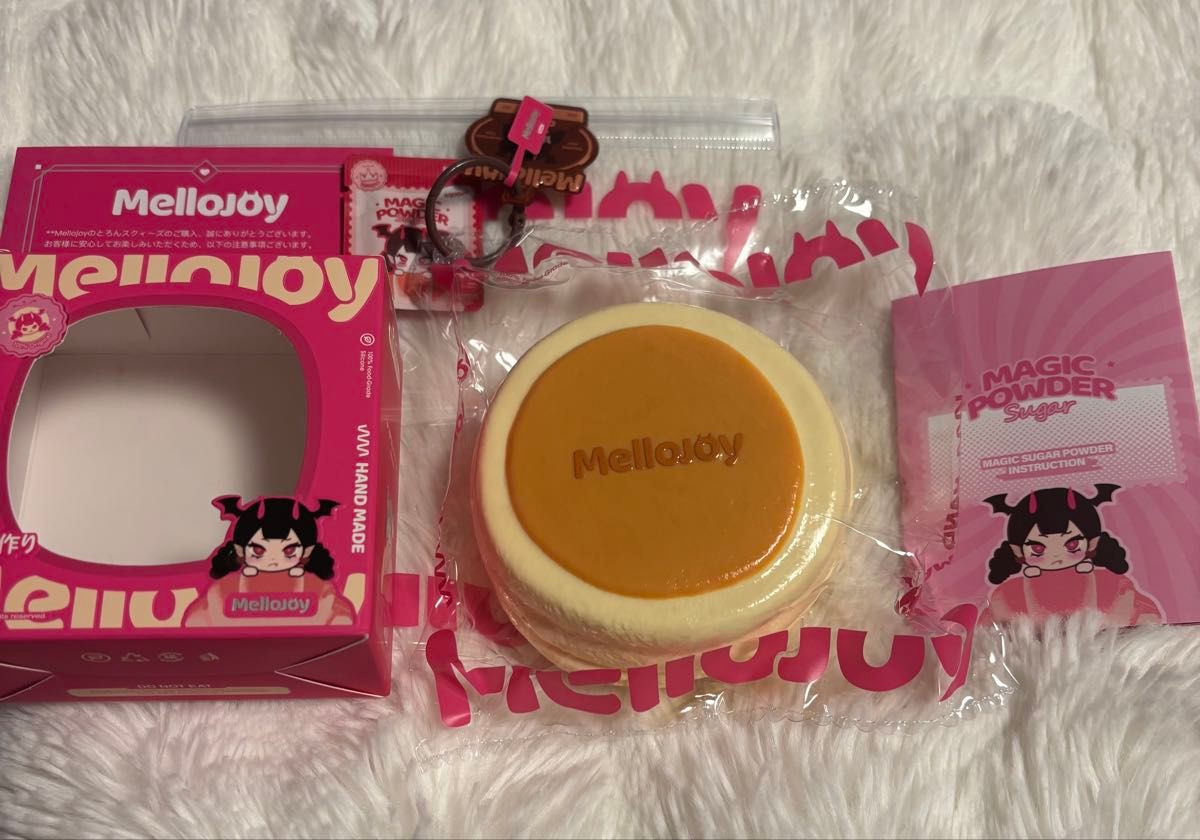 Mellojoy
**Mellojoyのとろんスクィーズのご購入、誠にありがとうございます。
お客様に安心してお楽しみいただくため、以下の注意事項ございます。
MAGIC
POWDER
Mellojoy
Mellojoy
100% Food Grade
Silicone
HAND MADE
作り
Mellojoy
Mellojoy
DO NOT EAT
Mellojoy
Mellojoy
Mellojoy
MAGIC
POWDER
Sugar
MAGIC SUGAR POWDER
INSTRUCTION